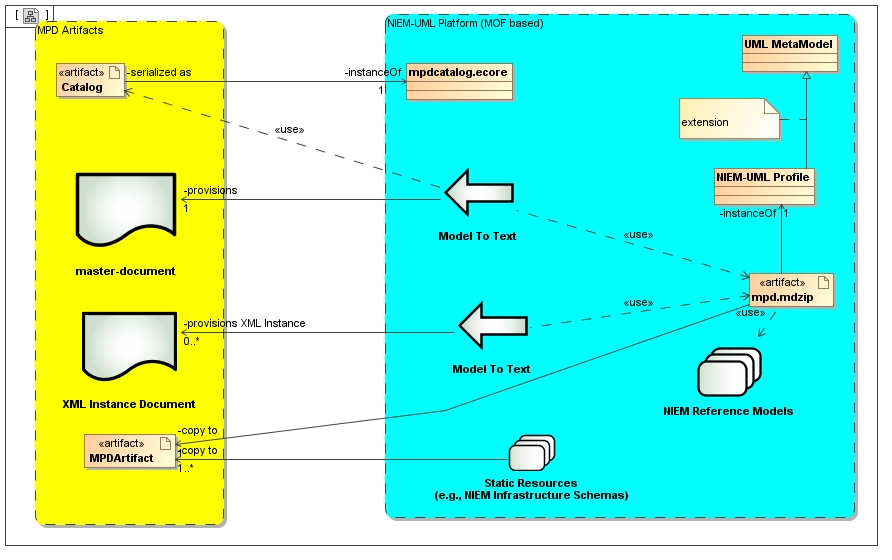 [ ]
MPD Artifacts
NIEM-UML Platform (MOF based)
UML MetaModel
«artifact»
Catalog
-serialized as
-instanceOf
1
mpdcatalog.ecore
extension
«use»
NIEM-UML Profile
-instanceOf 1
-provisions
1
Model To Text
«use»
master-document
«artifact»
mpd.mdzip
«use»
«use»
-provisions XML Instance
0..*
Model To Text
XML Instance Document
NIEM Reference Models
-copy to
«artifact»
MPDArtifact
-copy to
1..*
Static Resources
(e.g., NIEM Infrastructure Schemas)